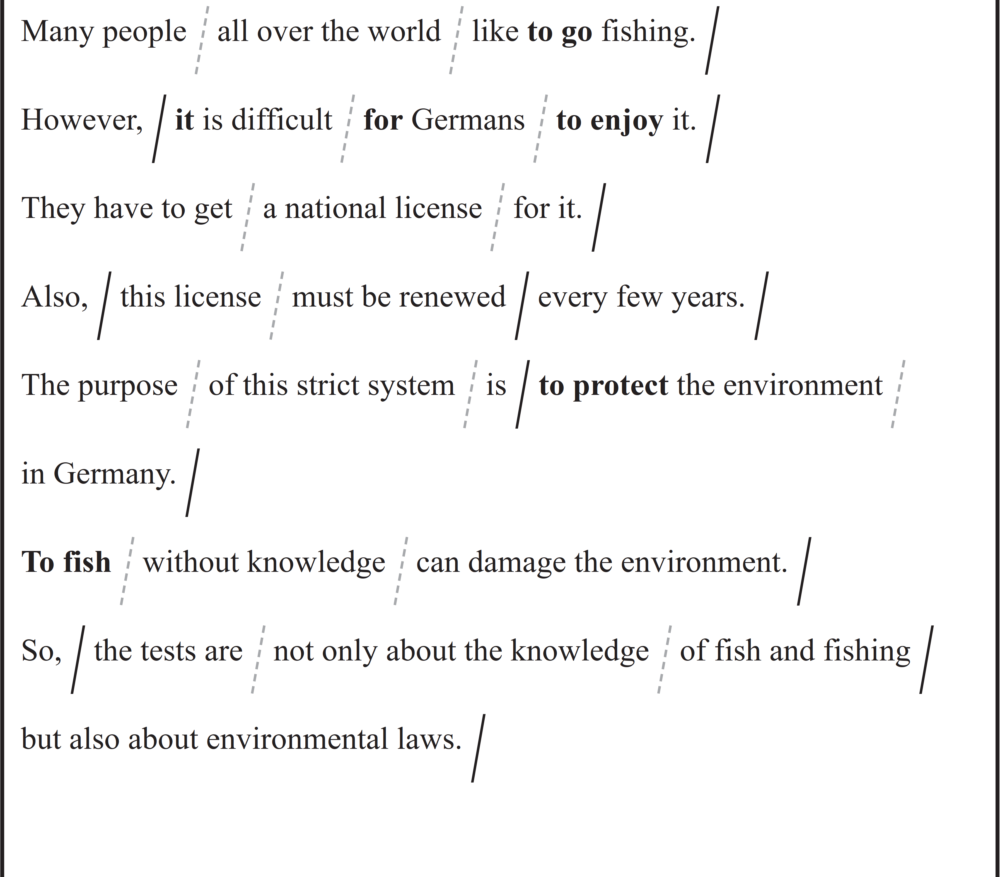 Many people all over the world like to go fishing.
However, it is difficult for Germans to enjoy it.
They have to get a national license for it.
Also, this license must be renewed every few years.
The purpose of this strict system is to protect the environment
in Germany.
To fish without knowledge can damage the environment.
So, the tests are not only about the knowledge of fish and fishing
but also about environmental laws.